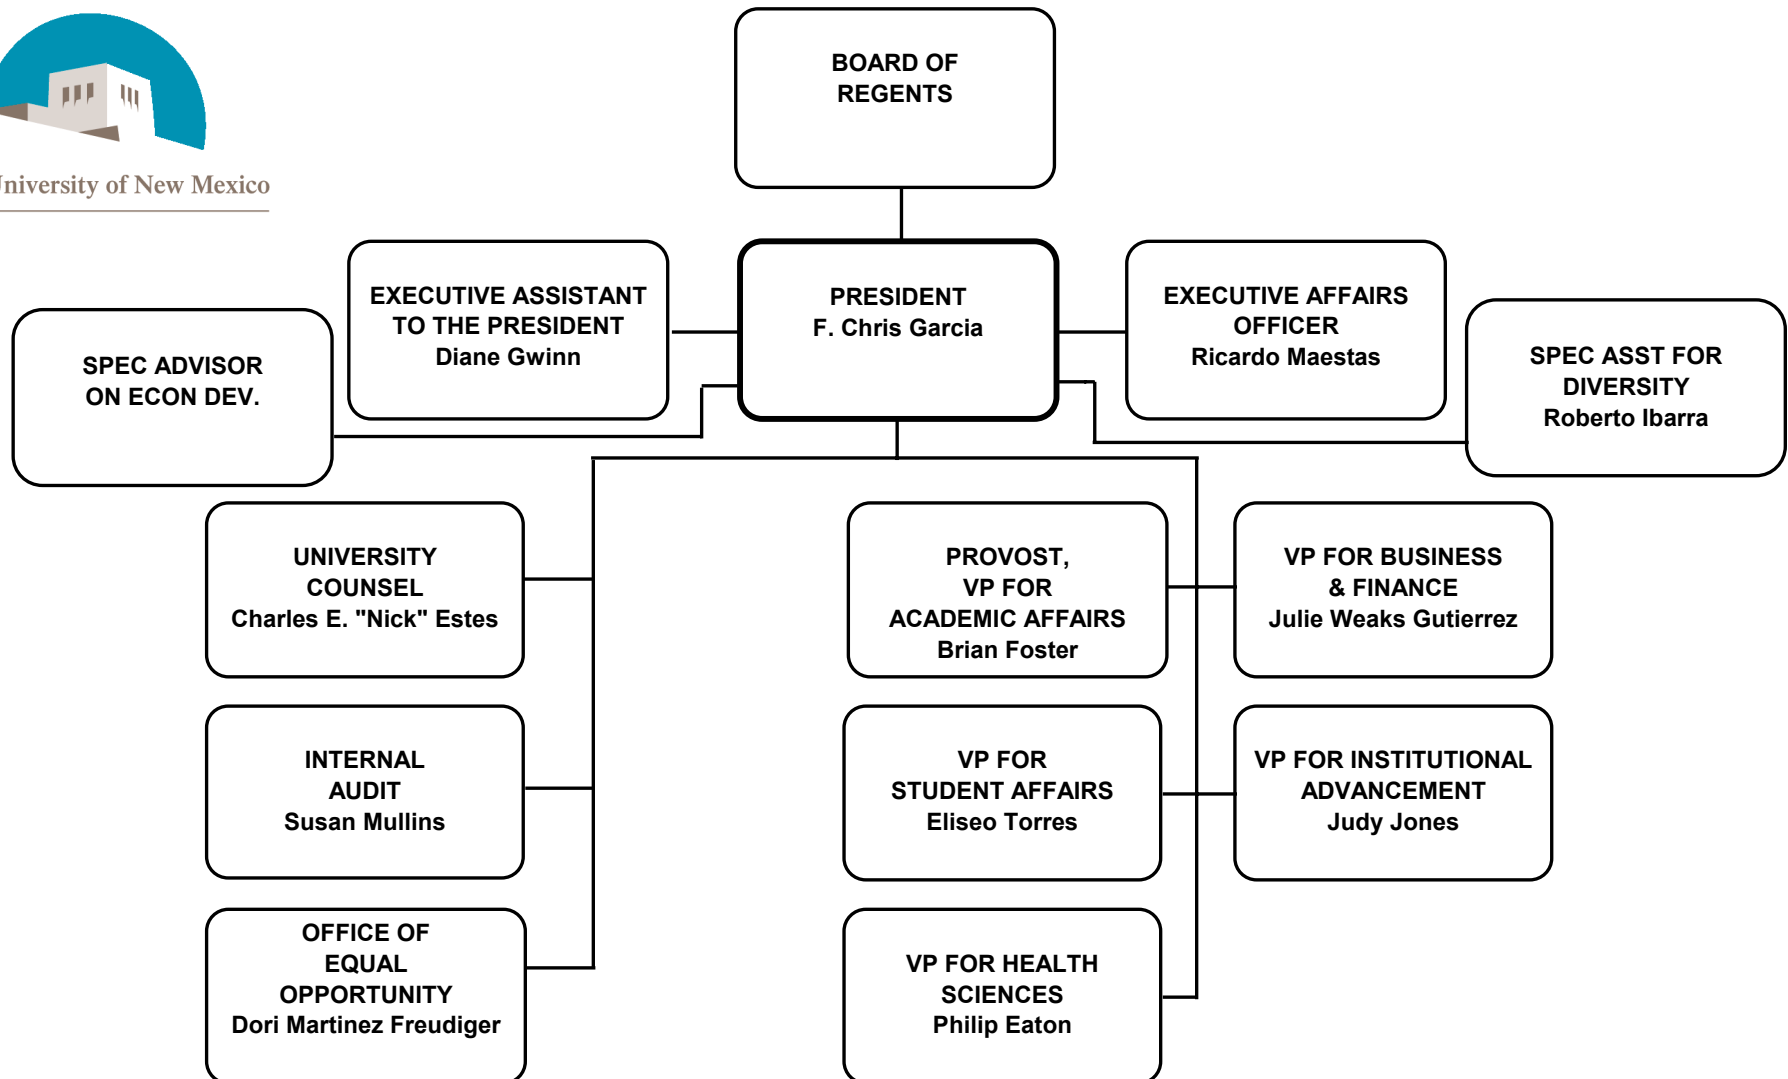 University of New Mexico
BOARD OF
REGENTS
EXECUTIVE ASSISTANT
TO THE PRESIDENT
Diane Gwinn
PRESIDENT
F. Chris Garcia
EXECUTIVE AFFAIRS
OFFICER
Ricardo Maestas
SPEC ADVISOR
ON ECON DEV.
SPEC ASST FOR
DIVERSITY
Roberto Ibarra
UNIVERSITY
COUNSEL
Charles E. "Nick" Estes
PROVOST,
VP FOR
ACADEMIC AFFAIRS
Brian Foster
VP FOR BUSINESS
& FINANCE
Julie Weaks Gutierrez
INTERNAL
AUDIT
Susan Mullins
VP FOR
STUDENT AFFAIRS
Eliseo Torres
VP FOR INSTITUTIONAL
ADVANCEMENT
Judy Jones
OFFICE OF
EQUAL
OPPORTUNITY
Dori Martinez Freudiger
VP FOR HEALTH
SCIENCES
Philip Eaton